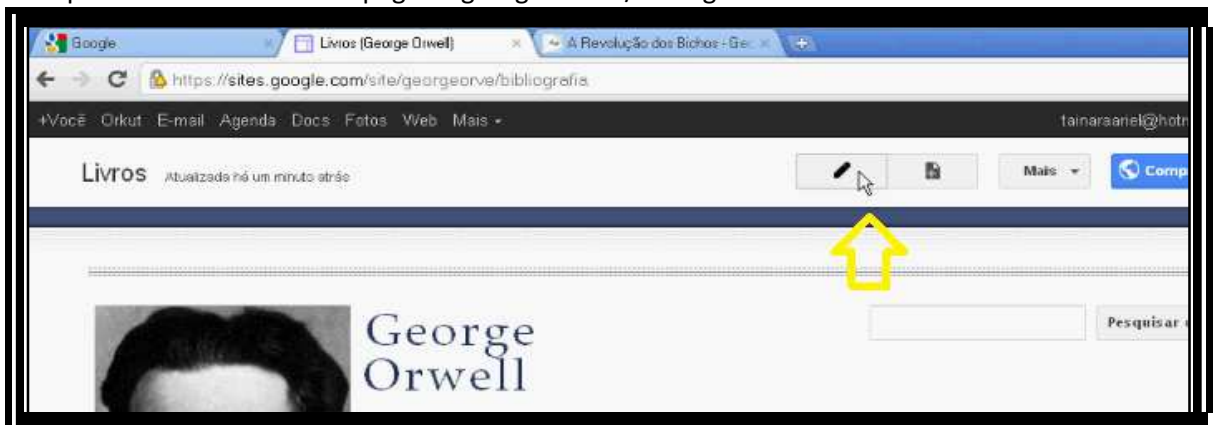 Google Livros (George Orwell) A Revolução dos Bichos - Geo
https://sites.google.com/site/georgeorve/bibliografia
+Você Orkut E-mail Agenda Docs Fotos Web Mais tainaraariel@hotm
Livros Atualizada há um minuto atrás Mais Comp
George Pesquisar
Orwell